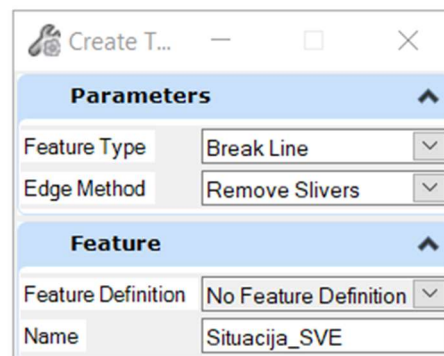 Create T...
Parameters
Feature Type Break Line
Edge Method Remove Slivers
Feature
Feature Definition No Feature Definition
Name Situacija_SVE